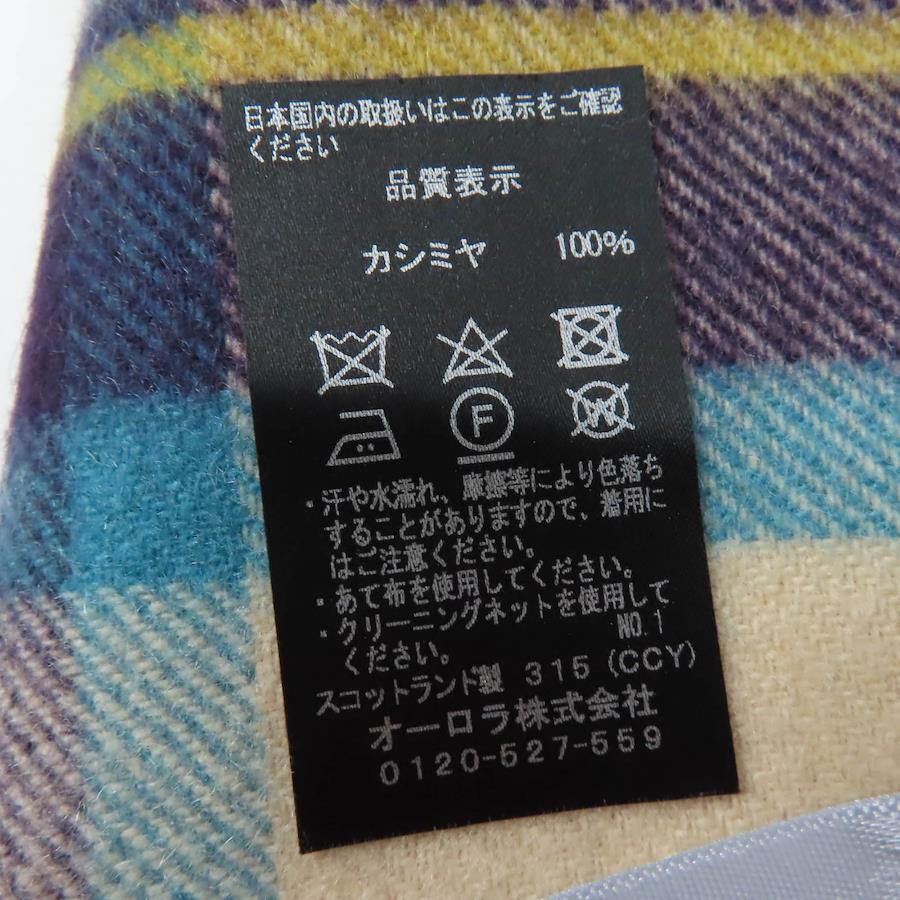 日本国内の取扱いはこの表示をご確認
ください
品質表示
カシミヤ 100%
F
W
・汗や水濡れ、摩擦等により色落ち
することがありますので、着用に
はご注意ください。
・あて布を使用してください。
・クリーニングネットを使用して
ください。 NO.1
スコットランド製 315 (CCY)
オーロラ株式会社
0120-527-559